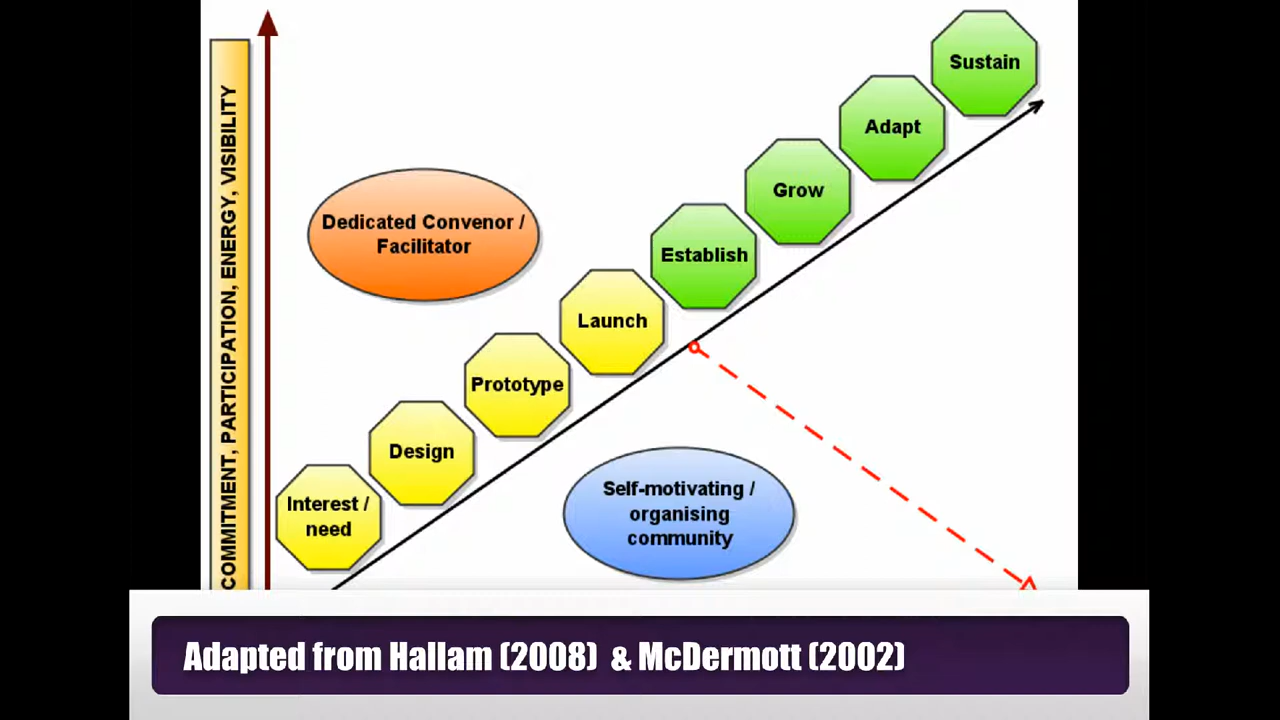 COMMITMENT, PARTICIPATION, ENERGY, VISIBILITY
Sustain
Adapt
Grow
Dedicated Convenor /
Facilitator
Establish
Launch
Prototype
Design
Interest /
need
Self-motivating /
organising
community
Adapted from Hallam (2008) & McDermott (2002)